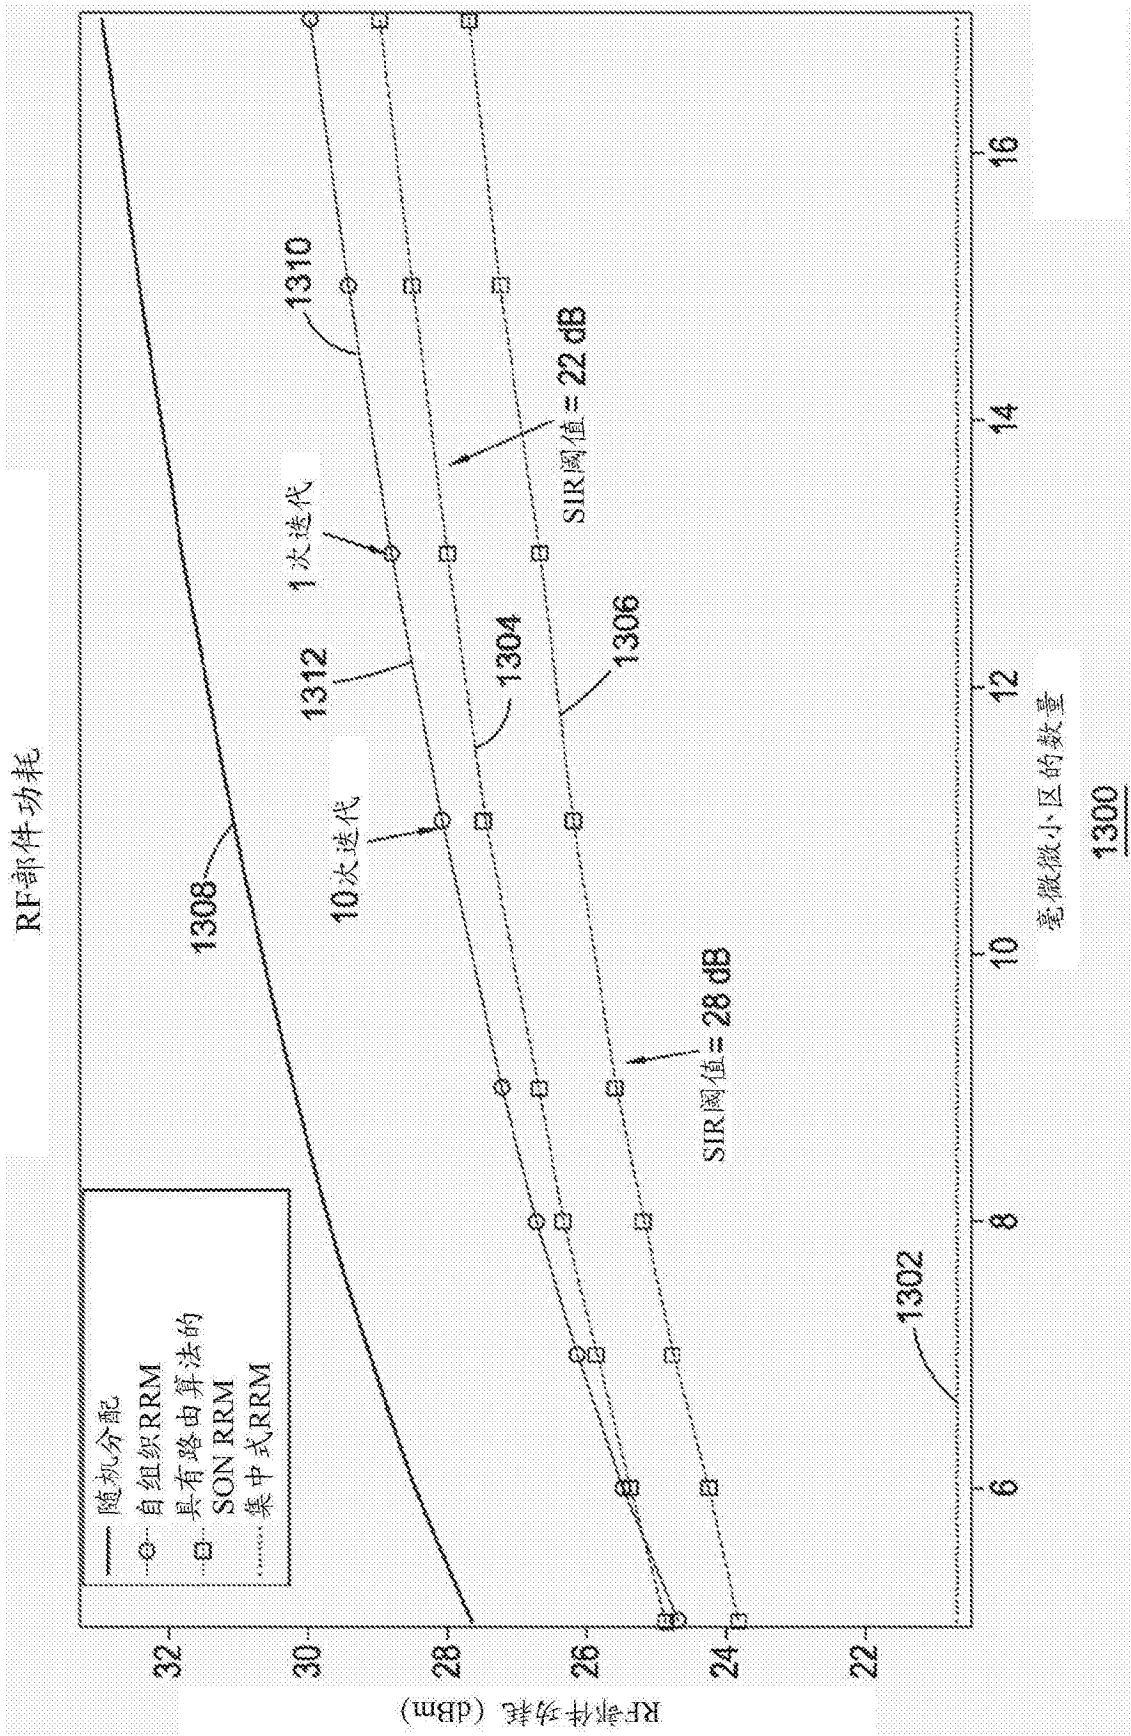 RF部件功耗
随机分配
自组织RRM
具有路由算法的
SON RRM
集中式RRM
1308
1312
1310
10次迭代
1次迭代
1304
1306
SIR阈值= 22 dB
SIR阈值= 28 dB
1302
RF部件功耗 (dBm)
32
30
28
26
24
22
6
8
10
12
14
16
毫微微小区的数量
1300